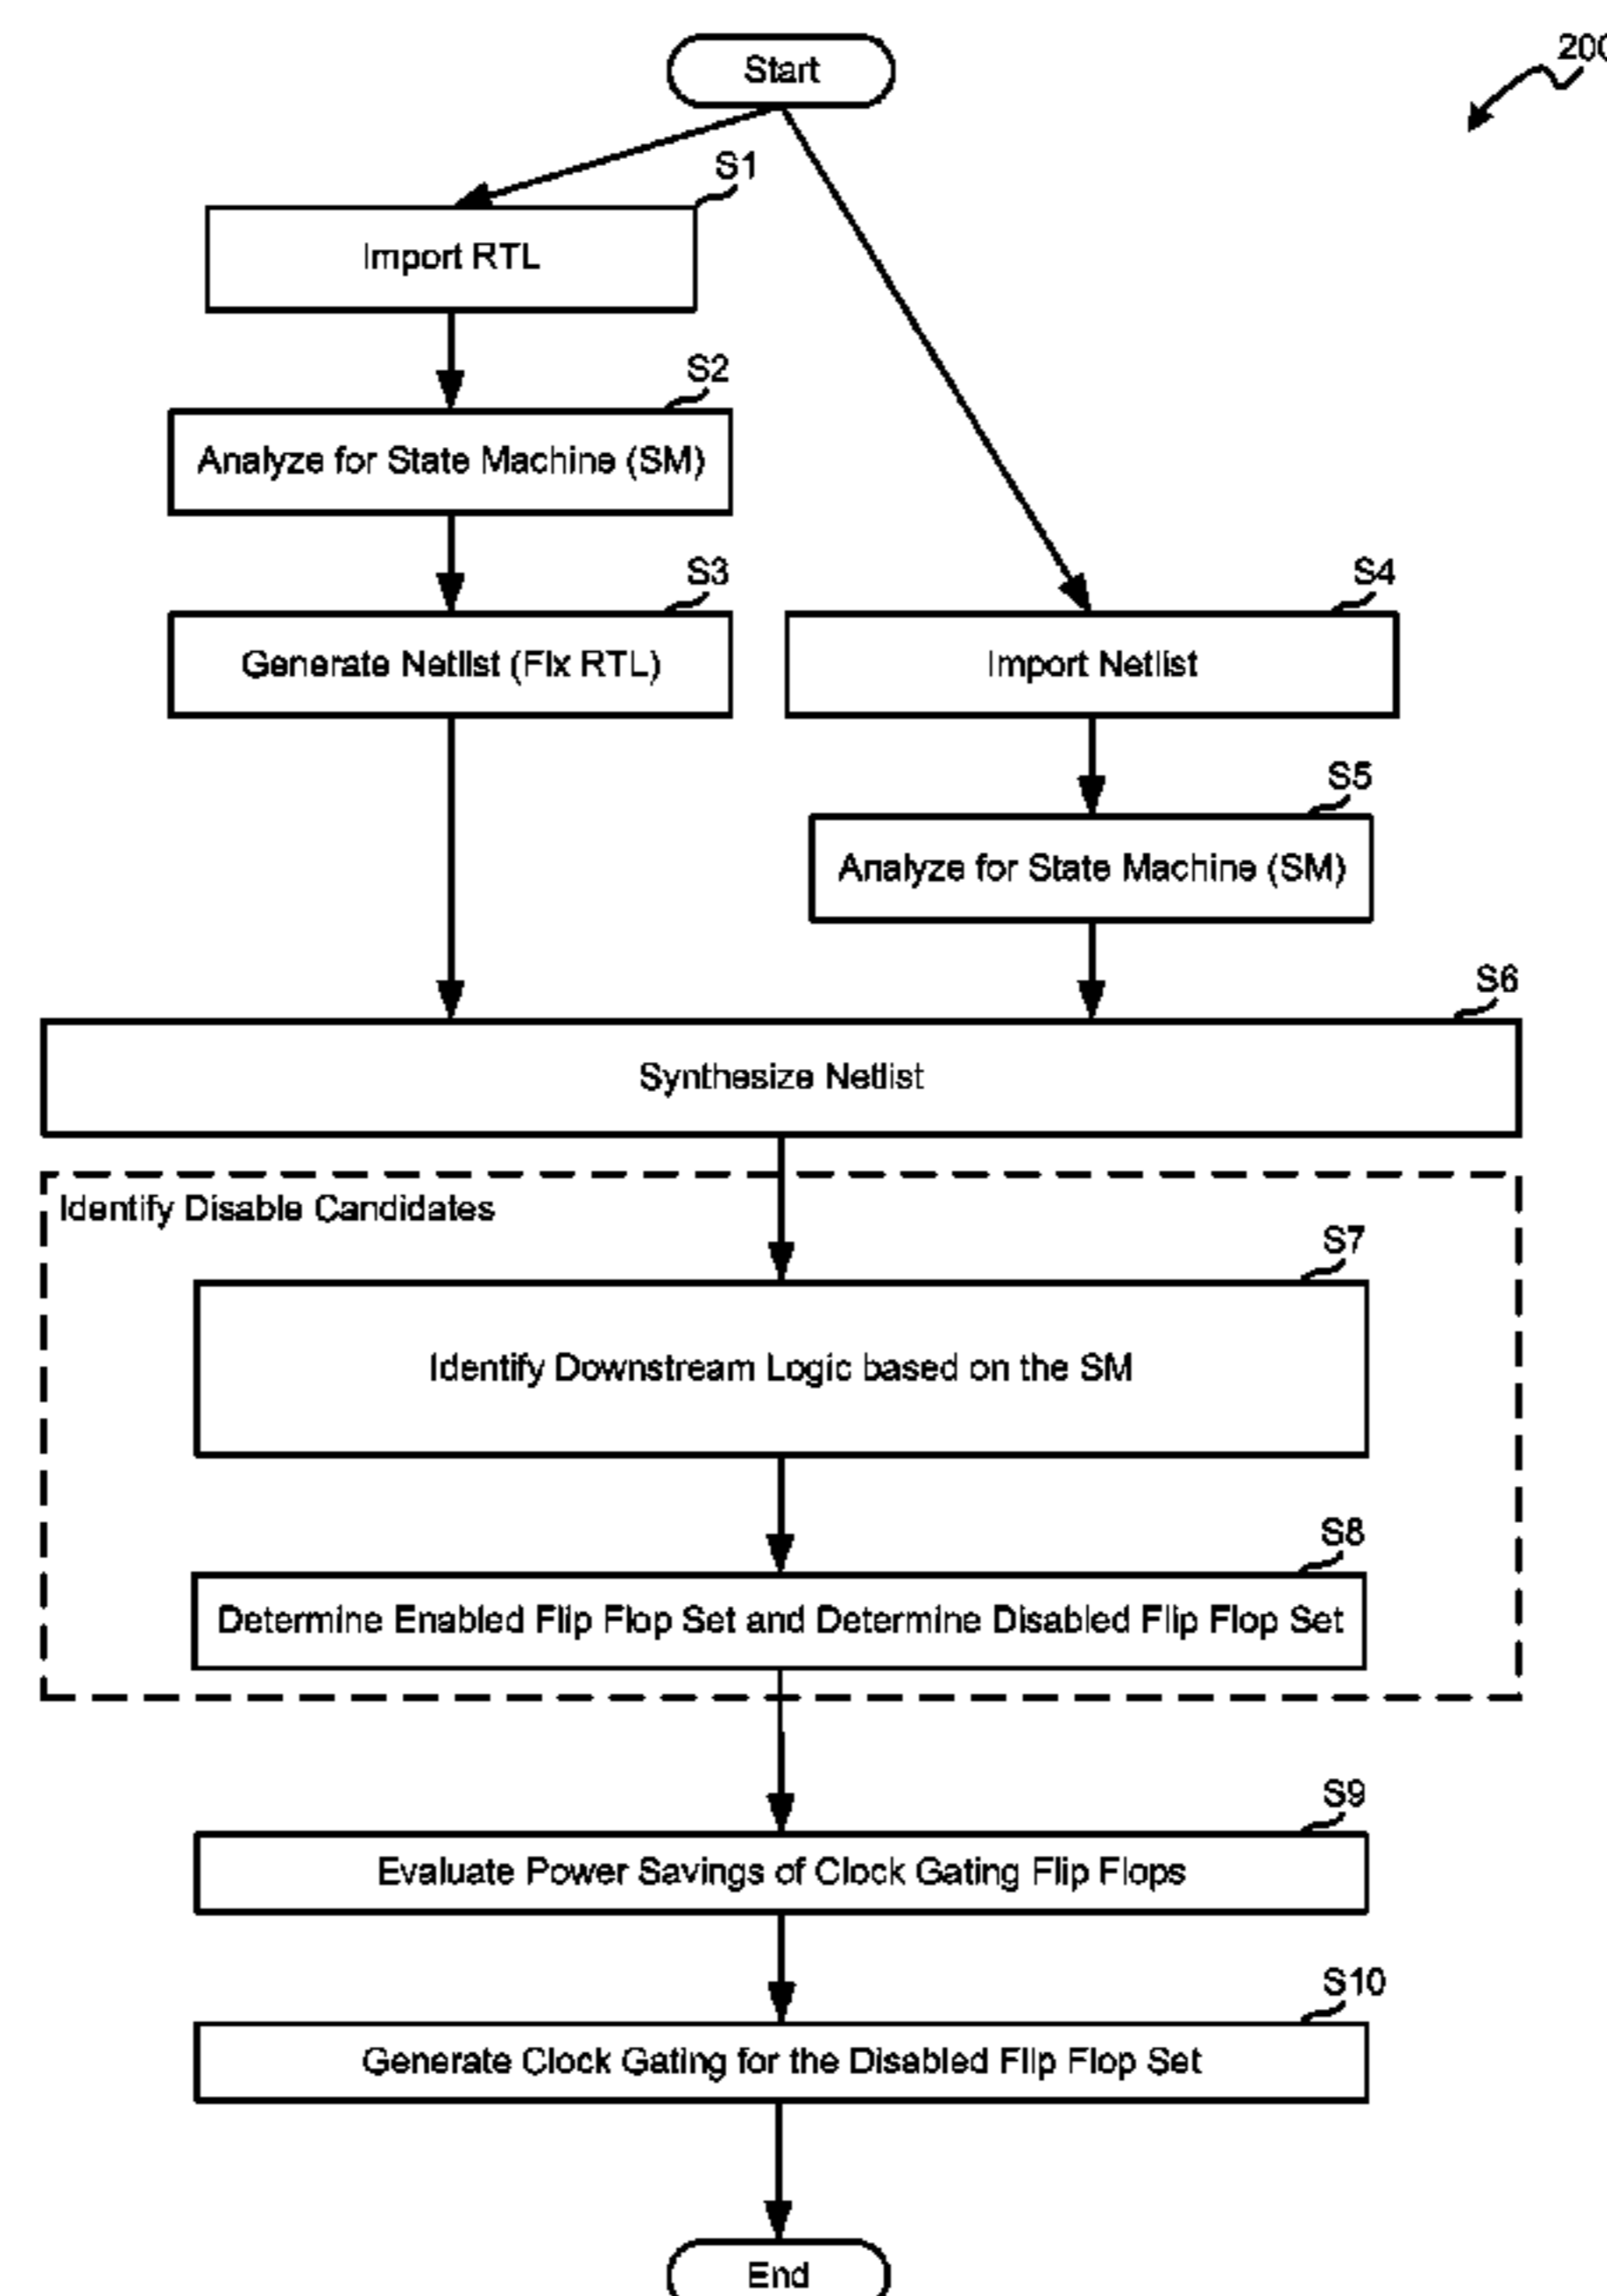 Start
200
S1
Import RTL
S2
Analyze for State Machine (SM)
S3
Generate Netlist (Fix RTL)
S4
Import Netlist
S5
Analyze for State Machine (SM)
S6
Synthesize Netlist
Identify Disable Candidates
S7
Identify Downstream Logic based on the SM
S8
Determine Enabled Flip Flop Set and Determine Disabled Flip Flop Set
S9
Evaluate Power Savings of Clock Gating Flip Flops
S10
Generate Clock Gating for the Disabled Flip Flop Set
End